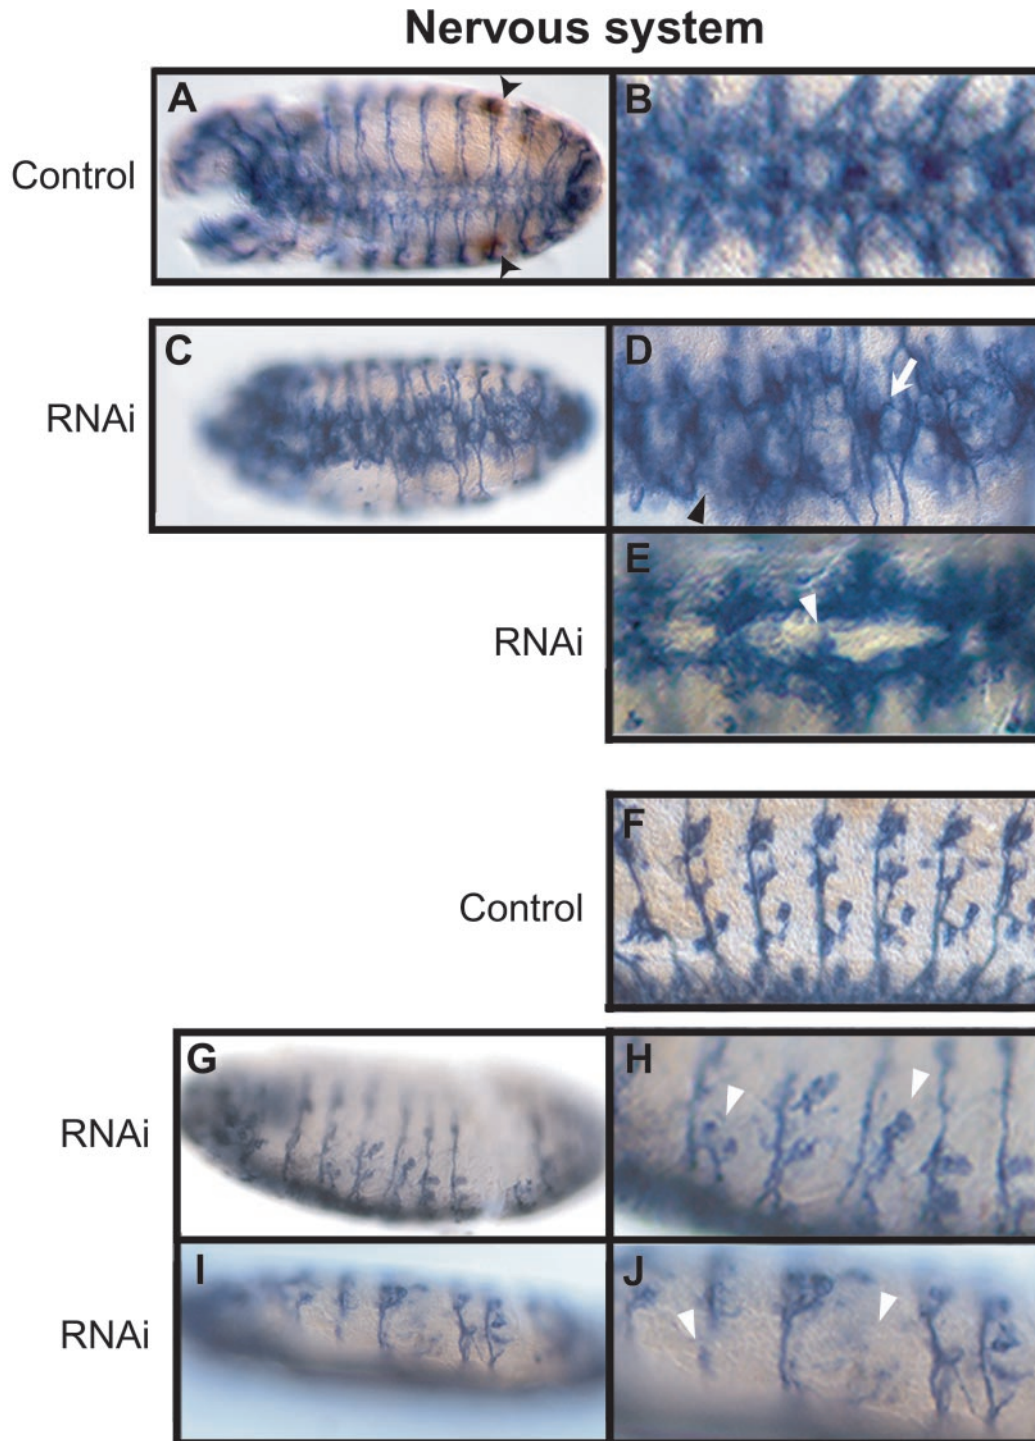 Nervous system
A B
Control
C D
RNAi
E
RNAi
F
Control
G H
RNAi
I J
RNAi